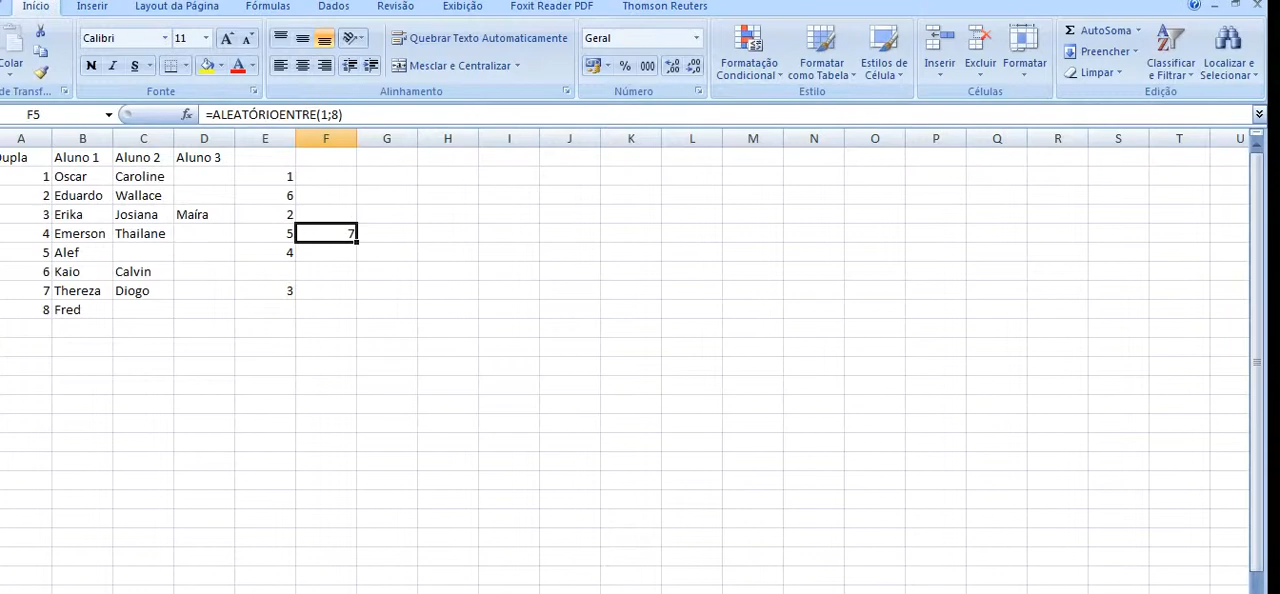 Início Inserir Layout da Página Fórmulas Dados Revisão Exibição Foxit Reader PDF Thomson Reuters
Calibri 11 A A Quebrar Texto Automaticamente Geral AutoSoma
Colar Preencher
N I S A Mesclar e Centralizar % 000 Formatação Condicional Formatar como Tabela Estilos de Célula Inserir Excluir Formatar Limpar Classificar e Filtrar Localizar e Selecionar
de Transf... Fonte Alinhamento Número Estilo Células Edição
F5 fx =ALEATÓRIOENTRE(1;8)
A B C D E F G H I J K L M N O P Q R S T U
Dupla Aluno 1 Aluno 2 Aluno 3
1 Oscar Caroline 1
2 Eduardo Wallace 6
3 Erika Josiana Maíra 2
4 Emerson Thailane 5 7
5 Alef 4
6 Kaio Calvin
7 Thereza Diogo 3
8 Fred